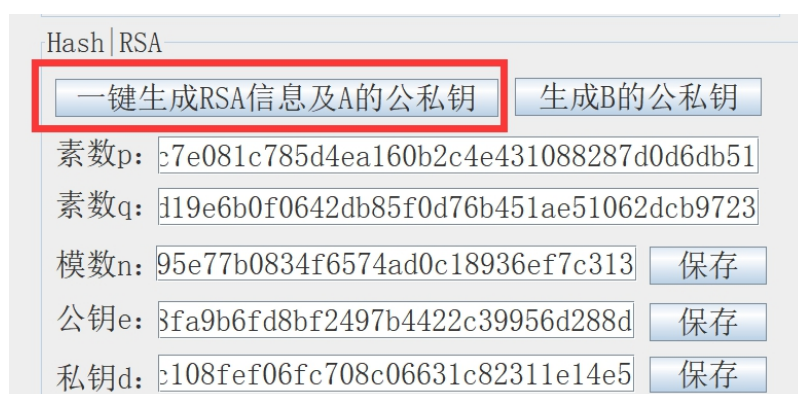 Hash|RSA
一键生成RSA信息及A的公私钥 生成B的公私钥
素数p: c7e081c785d4ea160b2c4e431088287d0d6db51
素数q: d19e6b0f0642db85f0d76b451ae51062dcb9723
模数n: 95e77b0834f6574ad0c18936ef7c313 保存
公钥e: 8fa9b6fd8bf2497b4422c39956d288d 保存
私钥d: c108fef06fc708c06631c82311e14e5 保存